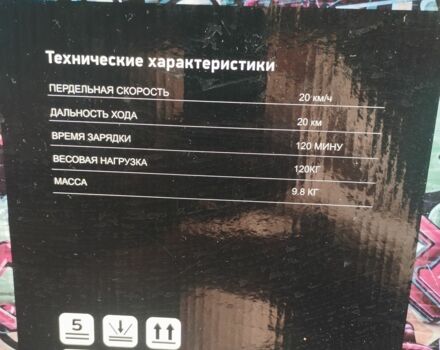 Технические характеристики
ПЕРДЕЛЬНАЯ СКОРОСТЬ 20 км/ч
ДАЛЬНОСТЬ ХОДА 20 км
ВРЕМЯ ЗАРЯДКИ 120 МИНУ
ВЕСОВАЯ НАГРУЗКА 120КГ
МАССА 9.8 КГ
5